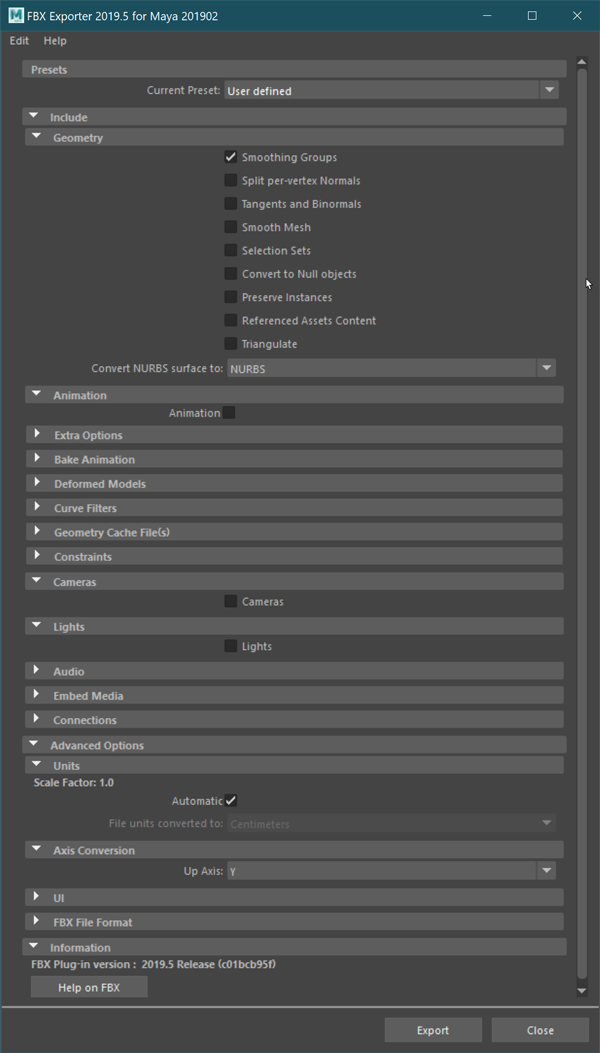 FBX Exporter 2019.5 for Maya 201902
Edit Help
Presets
Current Preset: User defined
Include
Geometry
Smoothing Groups
Split per-vertex Normals
Tangents and Binormals
Smooth Mesh
Selection Sets
Convert to Null objects
Preserve Instances
Referenced Assets Content
Triangulate
Convert NURBS surface to: NURBS
Animation
Animation
Extra Options
Bake Animation
Deformed Models
Curve Filters
Geometry Cache File(s)
Constraints
Cameras
Cameras
Lights
Lights
Audio
Embed Media
Connections
Advanced Options
Units
Scale Factor: 1.0
Automatic
File units converted to: Centimeters
Axis Conversion
Up Axis: Y
UI
FBX File Format
Information
FBX Plug-in version : 2019.5 Release (c01bcb95f)
Help on FBX
Export Close